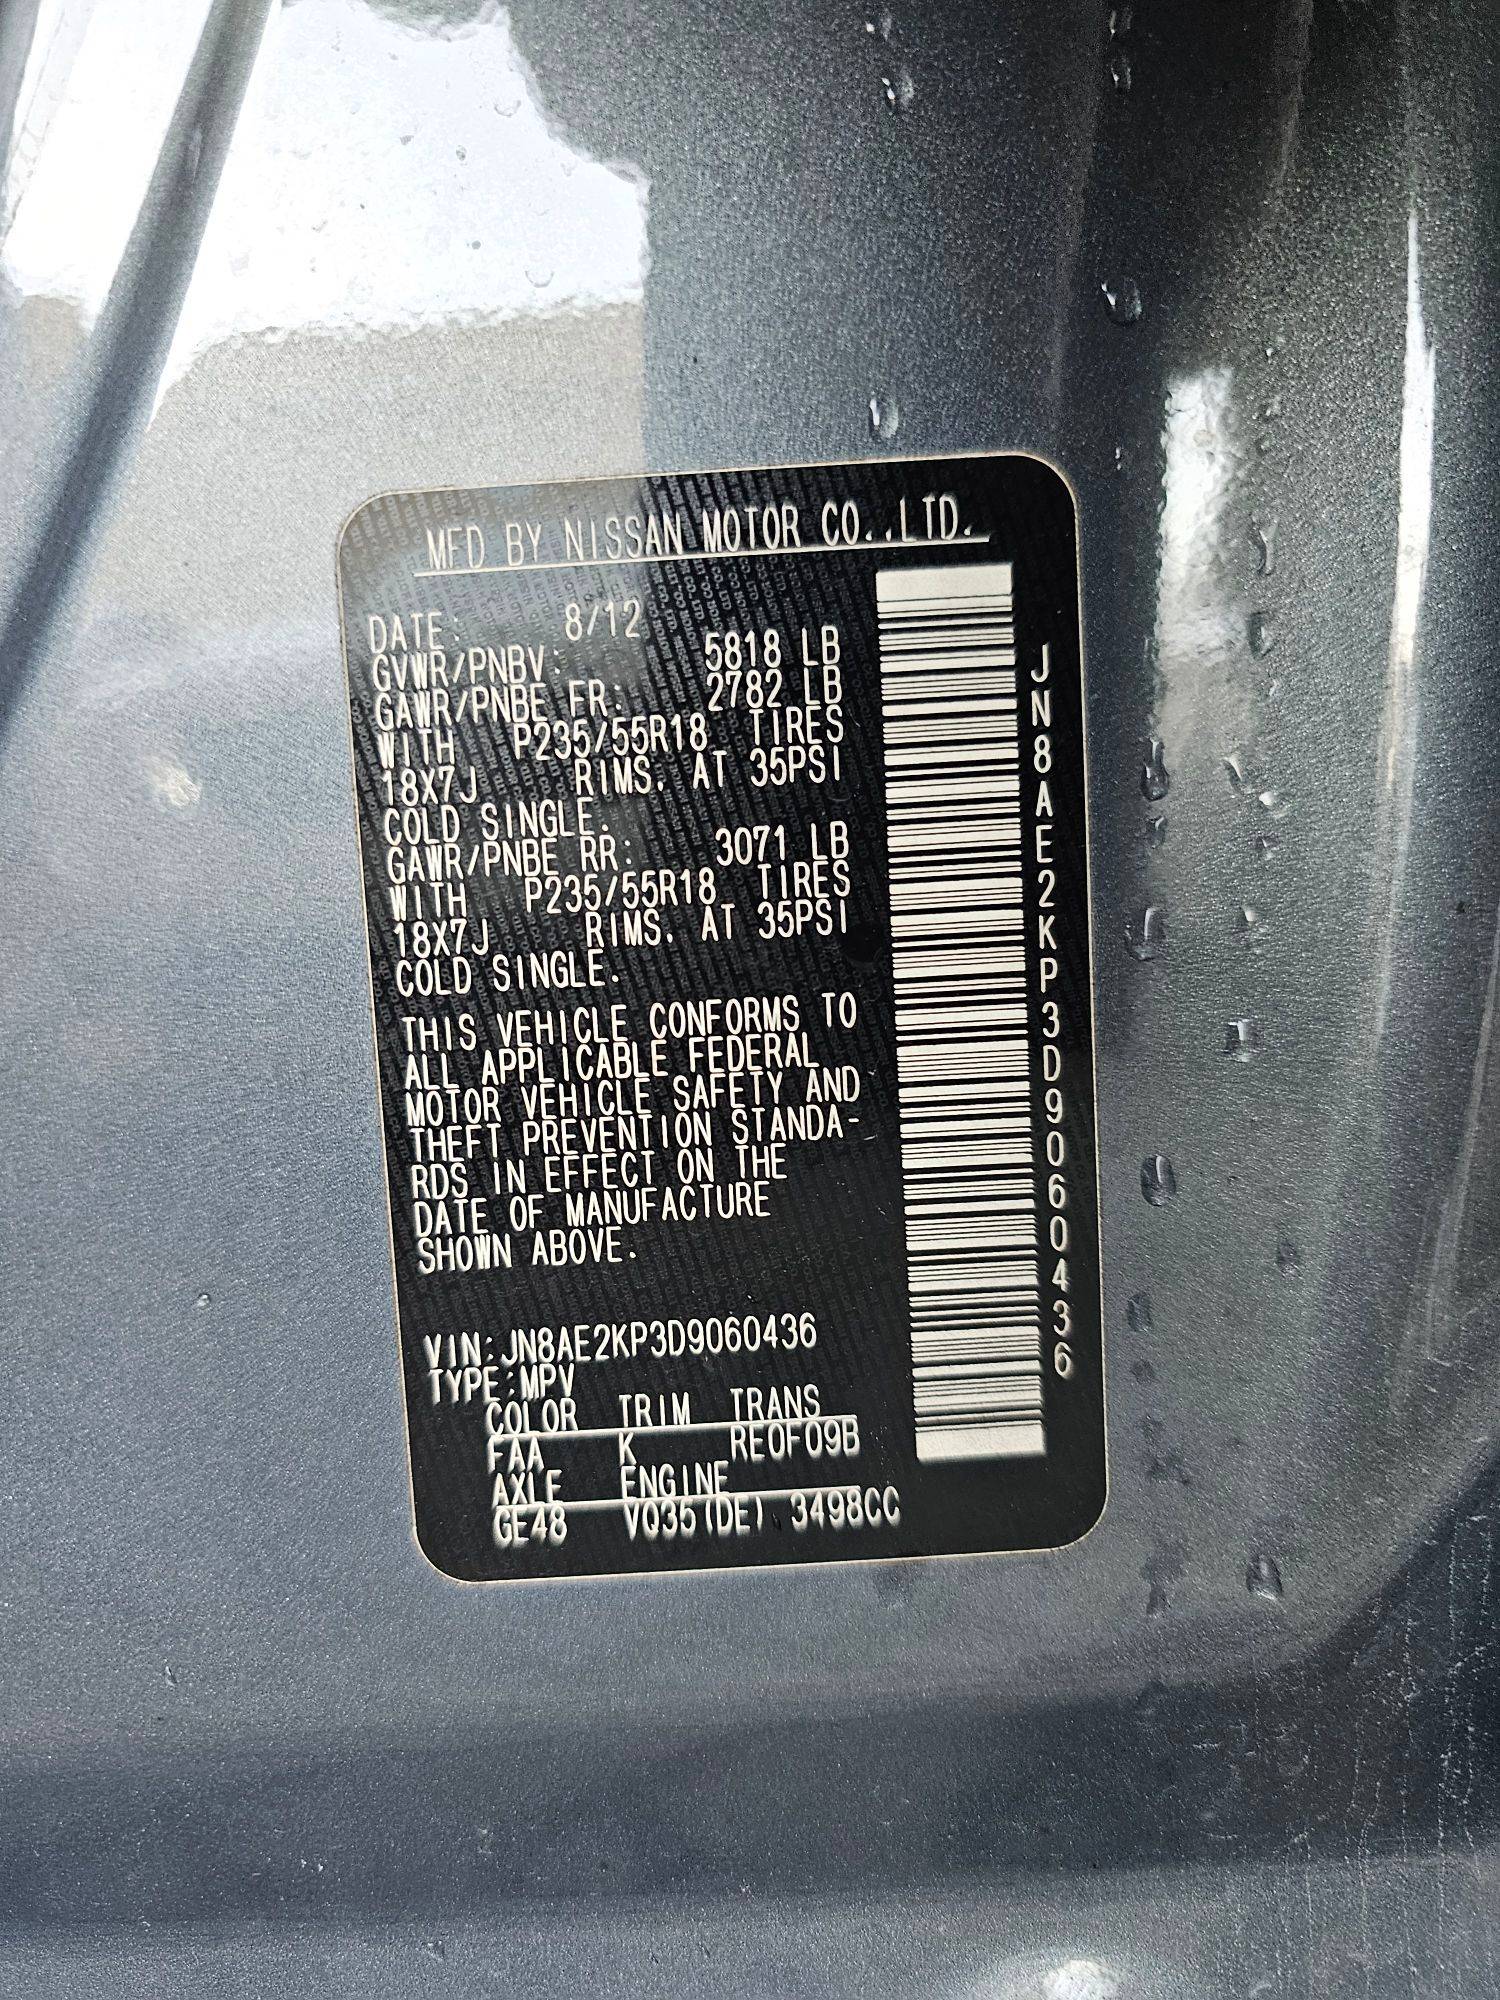 MFD BY NISSAN MOTOR CO.,LTD.
DATE: 8/12
GVWR/PNBV: 5818 LB
GAWR/PNBE FR: 2782 LB
WITH P235/55R18 TIRES
18X7J RIMS. AT 35PSI
COLD SINGLE.
GAWR/PNBE RR: 3071 LB
WITH P235/55R18 TIRES
18X7J RIMS. AT 35PSI
COLD SINGLE.
THIS VEHICLE CONFORMS TO
ALL APPLICABLE FEDERAL
MOTOR VEHICLE SAFETY AND
THEFT PREVENTION STANDA-
RDS IN EFFECT ON THE
DATE OF MANUFACTURE
SHOWN ABOVE.
VIN:JN8AE2KP3D9060436
TYPE:MPV
COLOR TRIM TRANS
FAA K RE0F09B
AXLE ENGINE
GE48 VQ35(DE) 3498CC
JN8AE2KP3D9060436